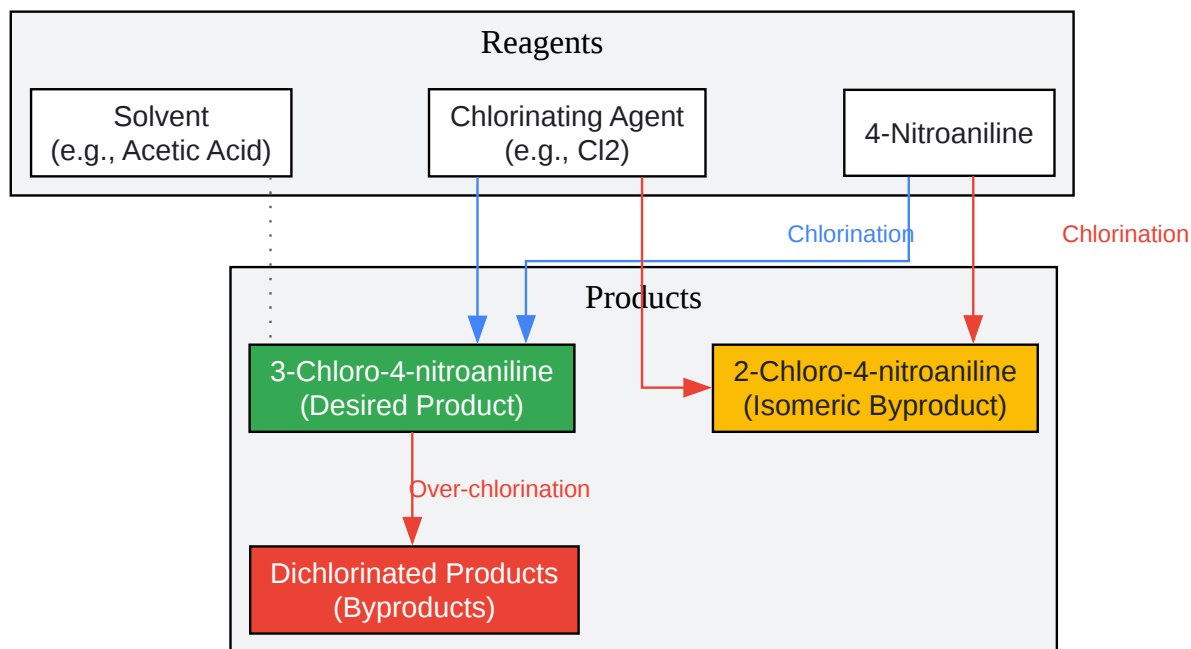 Reagents
Solvent
(e.g., Acetic Acid)
Chlorinating Agent
(e.g., Cl2)
4-Nitroaniline
Chlorination
Chlorination
Products
3-Chloro-4-nitroaniline
(Desired Product)
2-Chloro-4-nitroaniline
(Isomeric Byproduct)
Over-chlorination
Dichlorinated Products
(Byproducts)